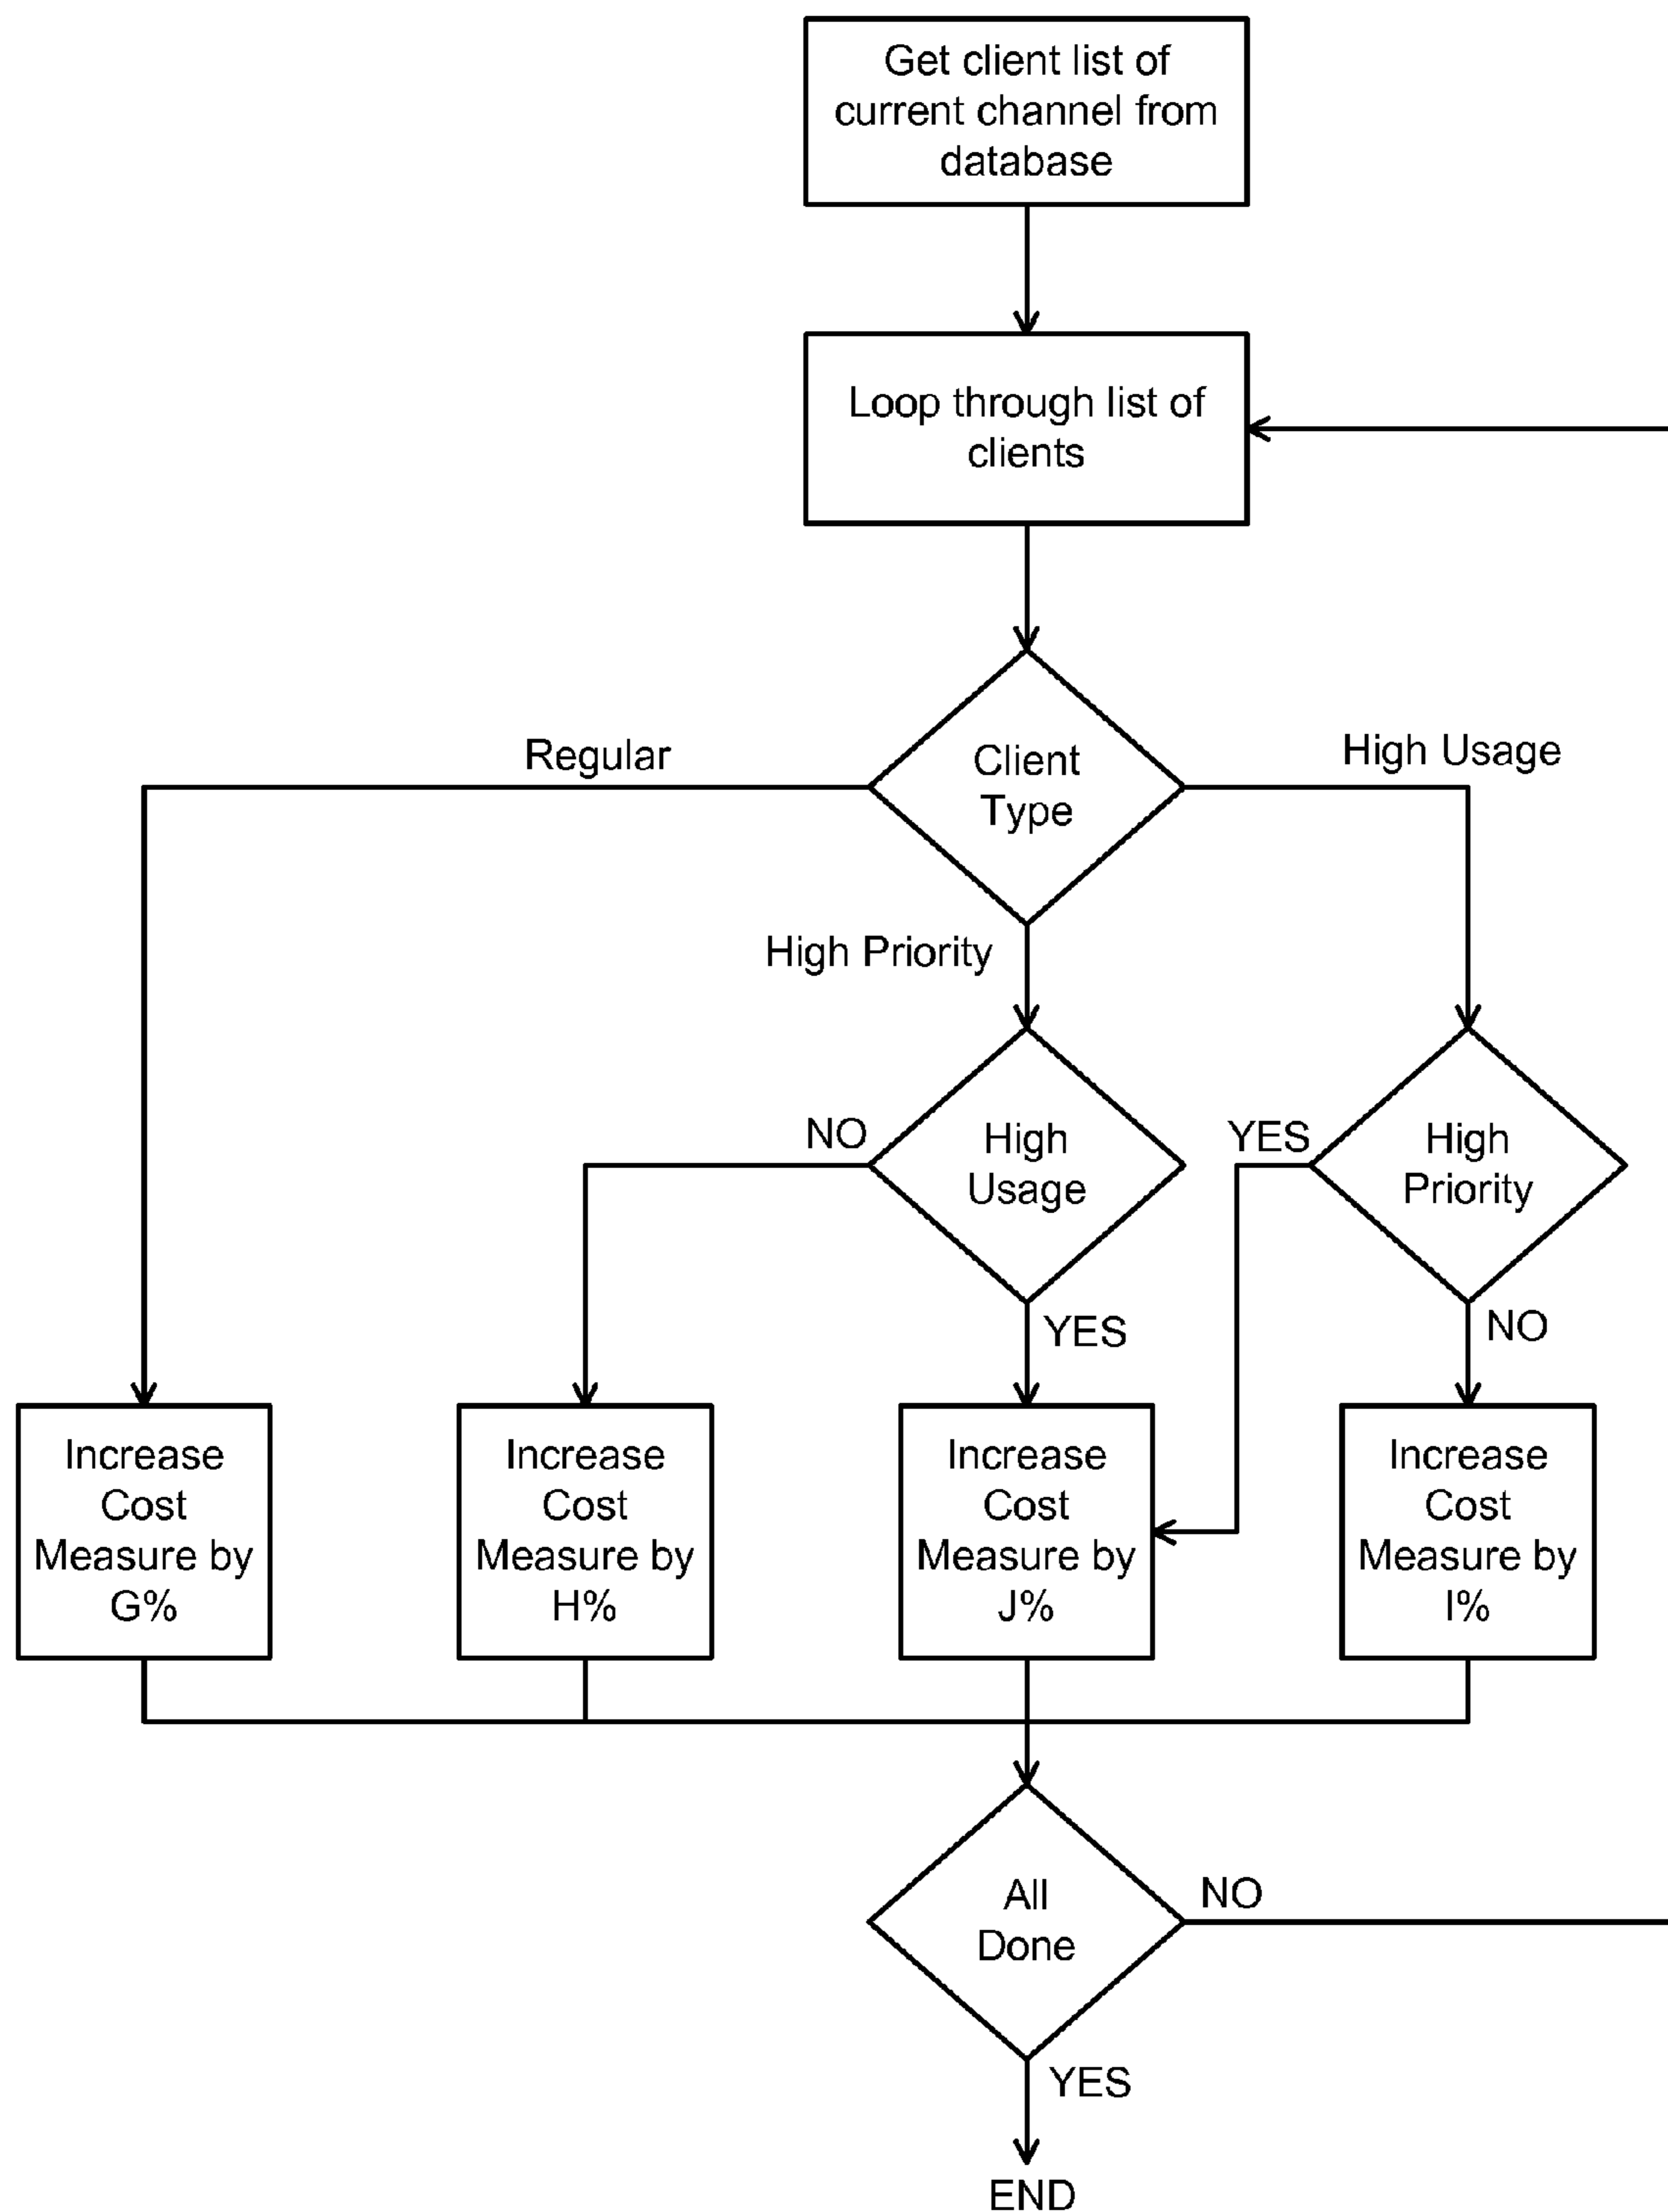 Get client list of
current channel from
database
Loop through list of
clients
Regular
Client
Type
High Usage
High Priority
NO
High
Usage
YES
YES
High
Priority
NO
Increase
Cost
Measure by
G%
Increase
Cost
Measure by
H%
Increase
Cost
Measure by
J%
Increase
Cost
Measure by
I%
All
Done
NO
YES
END